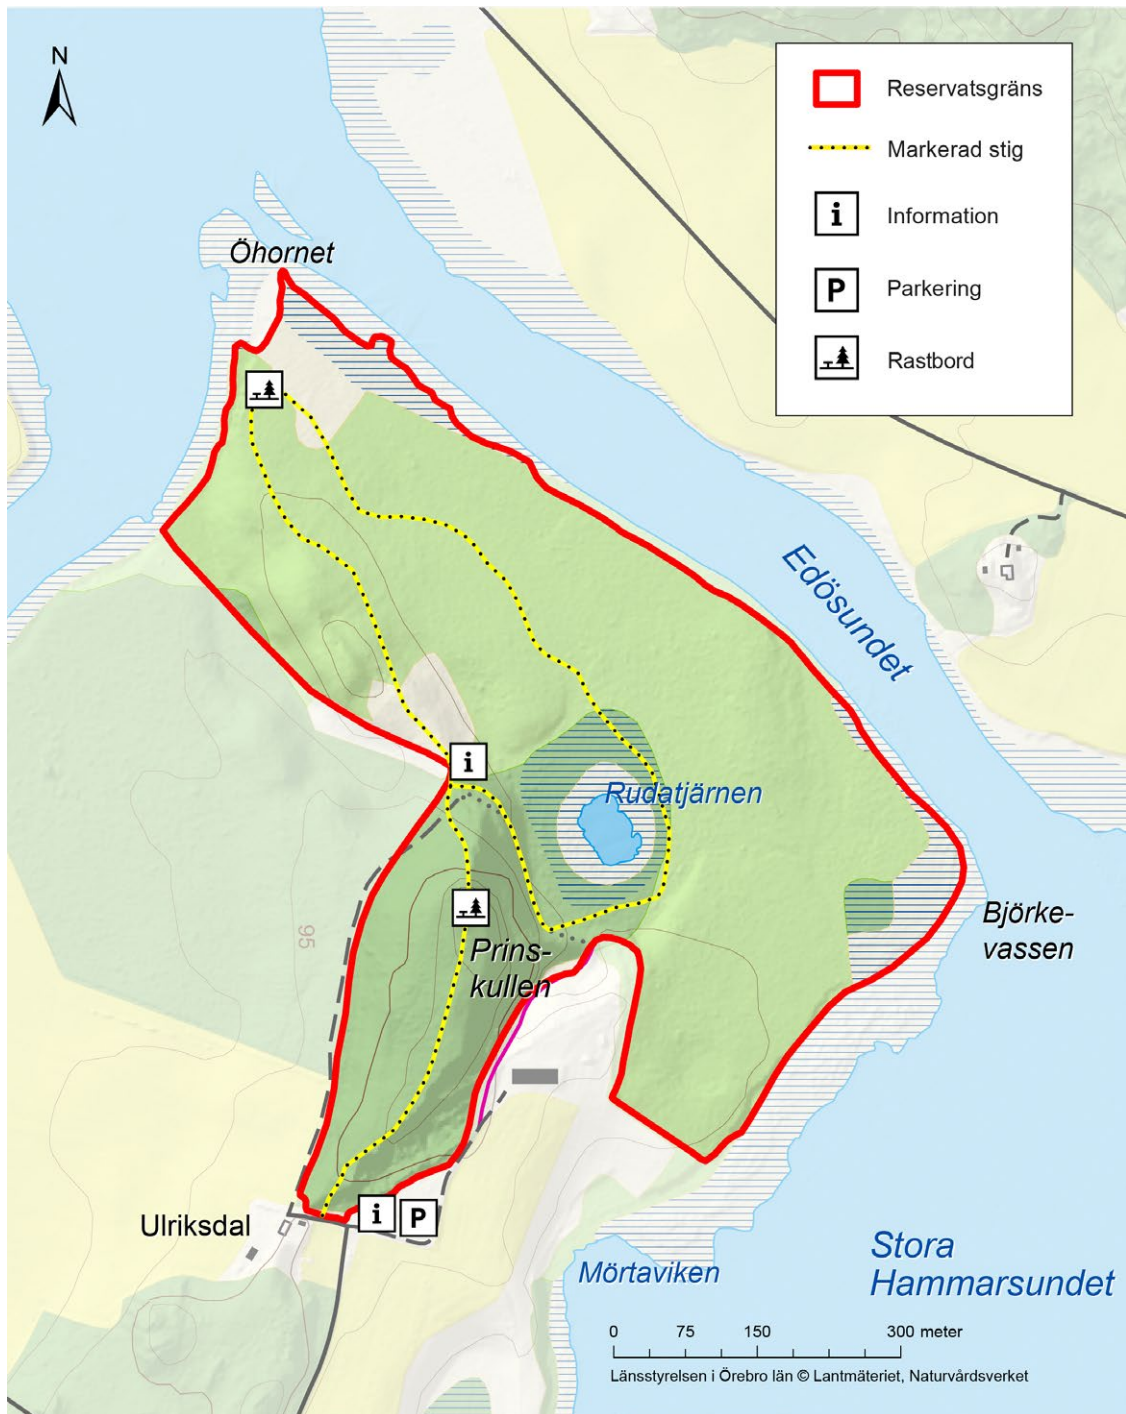 N
Reservatsgräns
Markerad stig
i Information
P Parkering
Rastbord
Öhornet
Edösundet
i
Rudatjärnen
Björke-
vassen
95
Prins-
kullen
i P
Ulriksdal
Stora
Hammarsundet
Mörtaviken
0 75 150 300 meter
Länsstyrelsen i Örebro län © Lantmäteriet, Naturvårdsverket